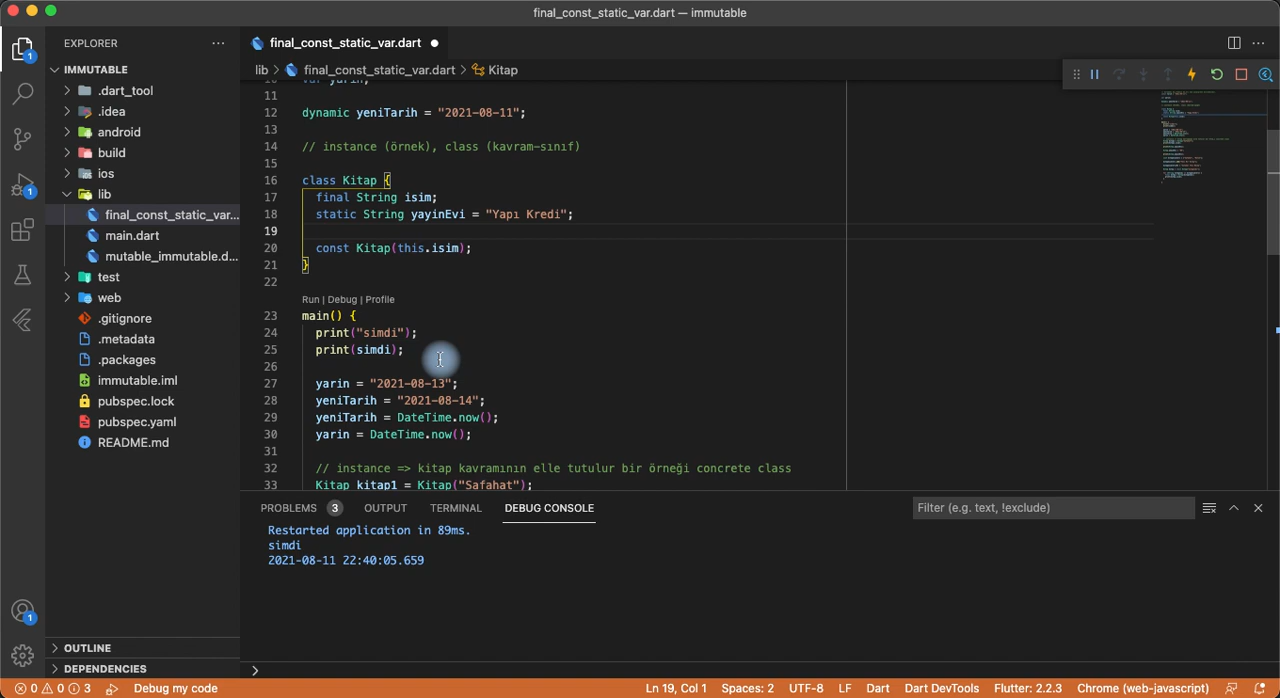 final_const_static_var.dart — immutable
EXPLORER
final_const_static_var.dart
lib > final_const_static_var.dart > Kitap
IMMUTABLE
.dart_tool
.idea
android
build
ios
lib
final_const_static_var...
main.dart
mutable_immutable.d...
test
web
.gitignore
.metadata
.packages
immutable.iml
pubspec.lock
pubspec.yaml
README.md
OUTLINE
DEPENDENCIES
1
1
1
10 var yarin;
11
12 dynamic yeniTarih = "2021-08-11";
13
14 // instance (örnek), class (kavram-sınıf)
15
16 class Kitap {
17 final String isim;
18 static String yayinEvi = "Yapı Kredi";
19
20 const Kitap(this.isim);
21 }
22
Run | Debug | Profile
23 main() {
24 print("simdi");
25 print(simdi);
26
27 yarin = "2021-08-13";
28 yeniTarih = "2021-08-14";
29 yeniTarih = DateTime.now();
30 yarin = DateTime.now();
31
32 // instance => kitap kavramının elle tutulur bir örneği concrete class
33 Kitap kitap1 = Kitap("Safahat");
PROBLEMS 3 OUTPUT TERMINAL DEBUG CONSOLE Filter (e.g. text, !exclude)
Restarted application in 89ms.
simdi
2021-08-11 22:40:05.659
0 0 3 Debug my code Ln 19, Col 1 Spaces: 2 UTF-8 LF Dart Dart DevTools Flutter: 2.2.3 Chrome (web-javascript)